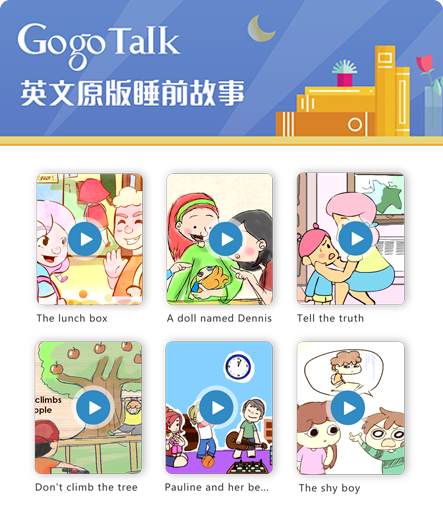 GogoTalk
英文原版睡前故事
climbs
ople
The lunch box
A doll named Dennis
Tell the truth
Don't climb the tree
Pauline and her be...
The shy boy